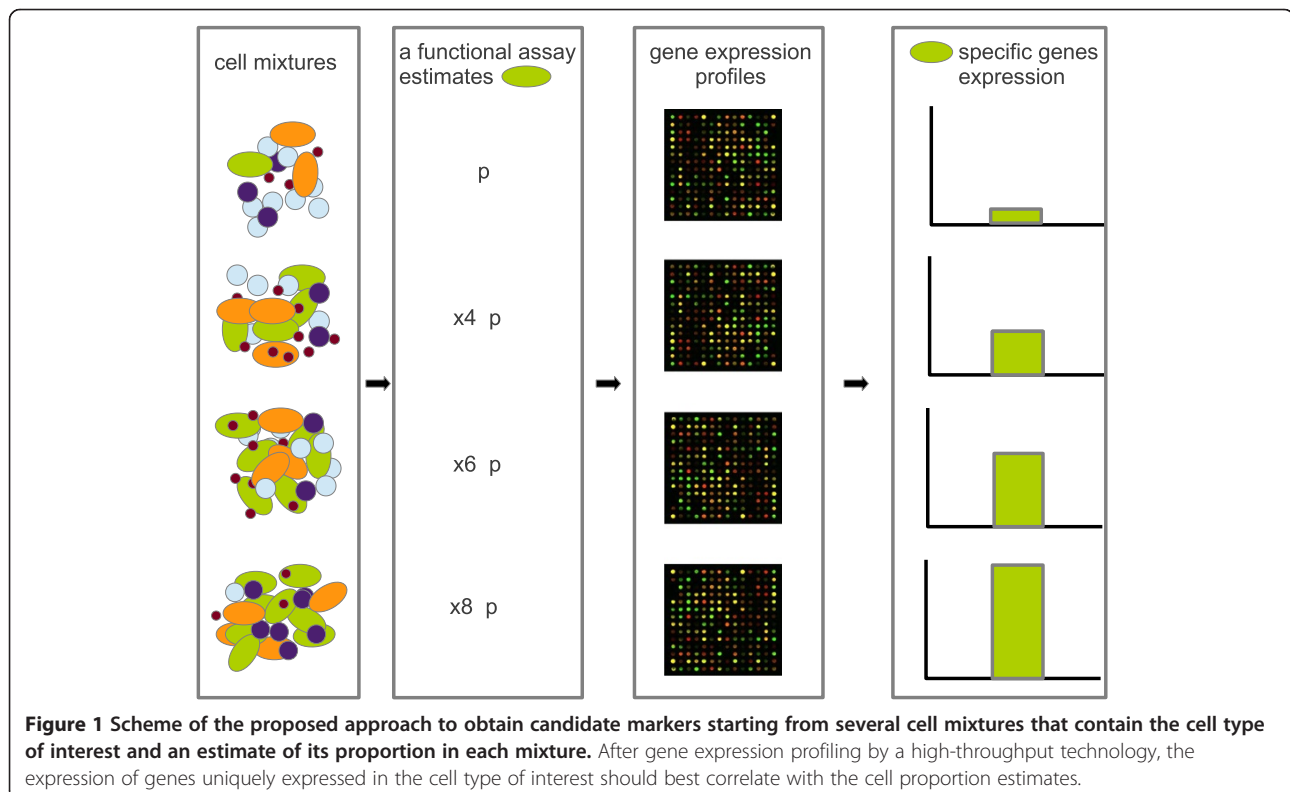 cell mixtures
a functional assay
estimates
gene expression
profiles
specific genes
expression
p
x4 p
x6 p
x8 p
Figure 1 Scheme of the proposed approach to obtain candidate markers starting from several cell mixtures that contain the cell type
of interest and an estimate of its proportion in each mixture. After gene expression profiling by a high-throughput technology, the
expression of genes uniquely expressed in the cell type of interest should best correlate with the cell proportion estimates.